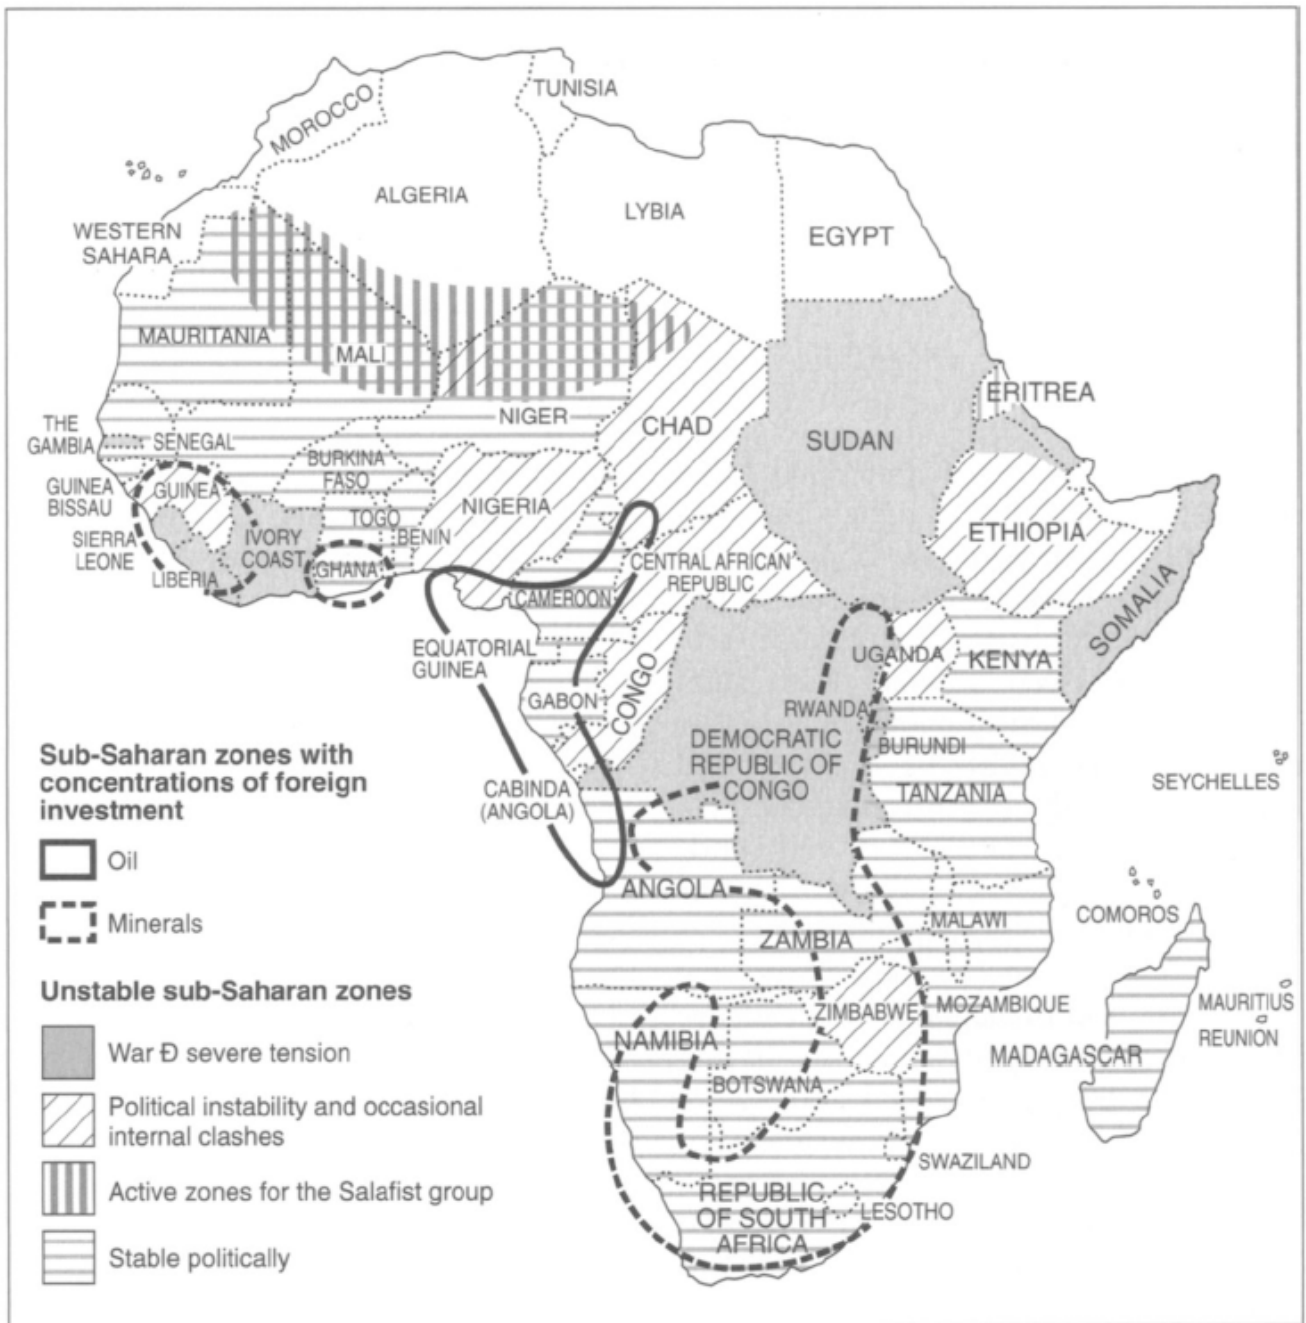 TUNISIA
MOROCCO
ALGERIA
LYBIA
EGYPT
WESTERN
SAHARA
MAURITANIA
MALI
NIGER
CHAD
SUDAN
ERITREA
THE
GAMBIA
SENEGAL
BURKINA
FASO
GUINEA
BISSAU
GUINEA
NIGERIA
ETHIOPIA
SIERRA
LEONE
IVORY
COAST
TOGO
BENIN
LIBERIA
GHANA
CENTRAL AFRICAN
REPUBLIC
CAMEROON
SOMALIA
EQUATORIAL
GUINEA
UGANDA
KENYA
GABON
CONGO
RWANDA
DEMOCRATIC
REPUBLIC OF
CONGO
BURUNDI
CABINDA
(ANGOLA)
TANZANIA
SEYCHELLES
ANGOLA
MALAWI
COMOROS
ZAMBIA
ZIMBABWE
MOZAMBIQUE
MAURITIUS
REUNION
NAMIBIA
MADAGASCAR
BOTSWANA
SWAZILAND
REPUBLIC
OF SOUTH
AFRICA
LESOTHO
Sub-Saharan zones with
concentrations of foreign
investment
Oil
Minerals
Unstable sub-Saharan zones
War Ð severe tension
Political instability and occasional
internal clashes
Active zones for the Salafist group
Stable politically